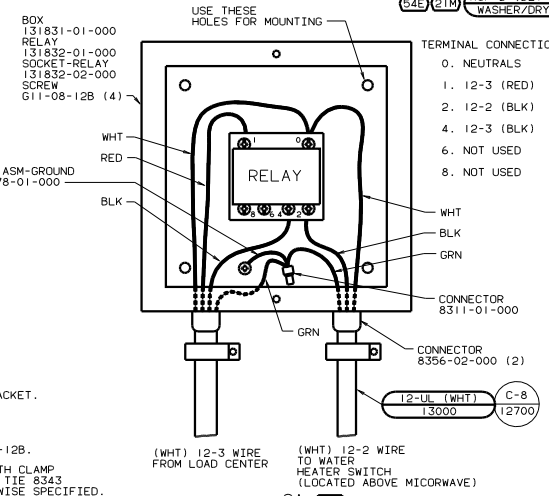 54E 21M
WASHER/DRY
USE THESE
HOLES FOR MOUNTING
BOX
131831-01-000
RELAY
131832-01-000
SOCKET-RELAY
131832-02-000
SCREW
G11-08-12B (4)
TERMINAL CONNECTIO
0. NEUTRALS
1. 12-3 (RED)
2. 12-2 (BLK)
4. 12-3 (BLK)
6. NOT USED
8. NOT USED
WHT
RED
ASM-GROUND
78-01-000
BLK
1 0
RELAY
8 6 4 2
WHT
BLK
GRN
CONNECTOR
8311-01-000
GRN
CONNECTOR
8356-02-000 (2)
ACKET.
12-UL (WHT)
13000
C-8
12700
-12B.
TH CLAMP
TIE 8343
WISE SPECIFIED.
(WHT) 12-3 WIRE
FROM LOAD CENTER
(WHT) 12-2 WIRE
TO WATER
HEATER SWITCH
(LOCATED ABOVE MICORWAVE)